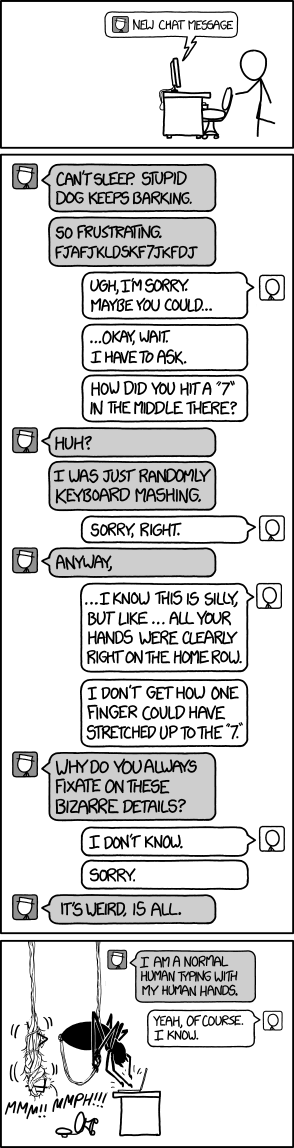 NEW CHAT MESSAGE
CAN'T SLEEP. STUPID
DOG KEEPS BARKING.
SO FRUSTRATING.
FJAFJKLDSKF7JKFDJ
UGH, I'M SORRY.
MAYBE YOU COULD...
...OKAY, WAIT.
I HAVE TO ASK.
HOW DID YOU HIT A "7"
IN THE MIDDLE THERE?
HUH?
I WAS JUST RANDOMLY
KEYBOARD MASHING.
SORRY, RIGHT.
ANYWAY,
...I KNOW THIS IS SILLY,
BUT LIKE ... ALL YOUR
HANDS WERE CLEARLY
RIGHT ON THE HOME ROW.
I DON'T GET HOW ONE
FINGER COULD HAVE
STRETCHED UP TO THE "7."
WHY DO YOU ALWAYS
FIXATE ON THESE
BIZARRE DETAILS?
I DON'T KNOW.
SORRY.
IT'S WEIRD, IS ALL.
I AM A NORMAL
HUMAN TYPING WITH
MY HUMAN HANDS.
YEAH, OF COURSE.
I KNOW.
MMM!! MMPH!!!